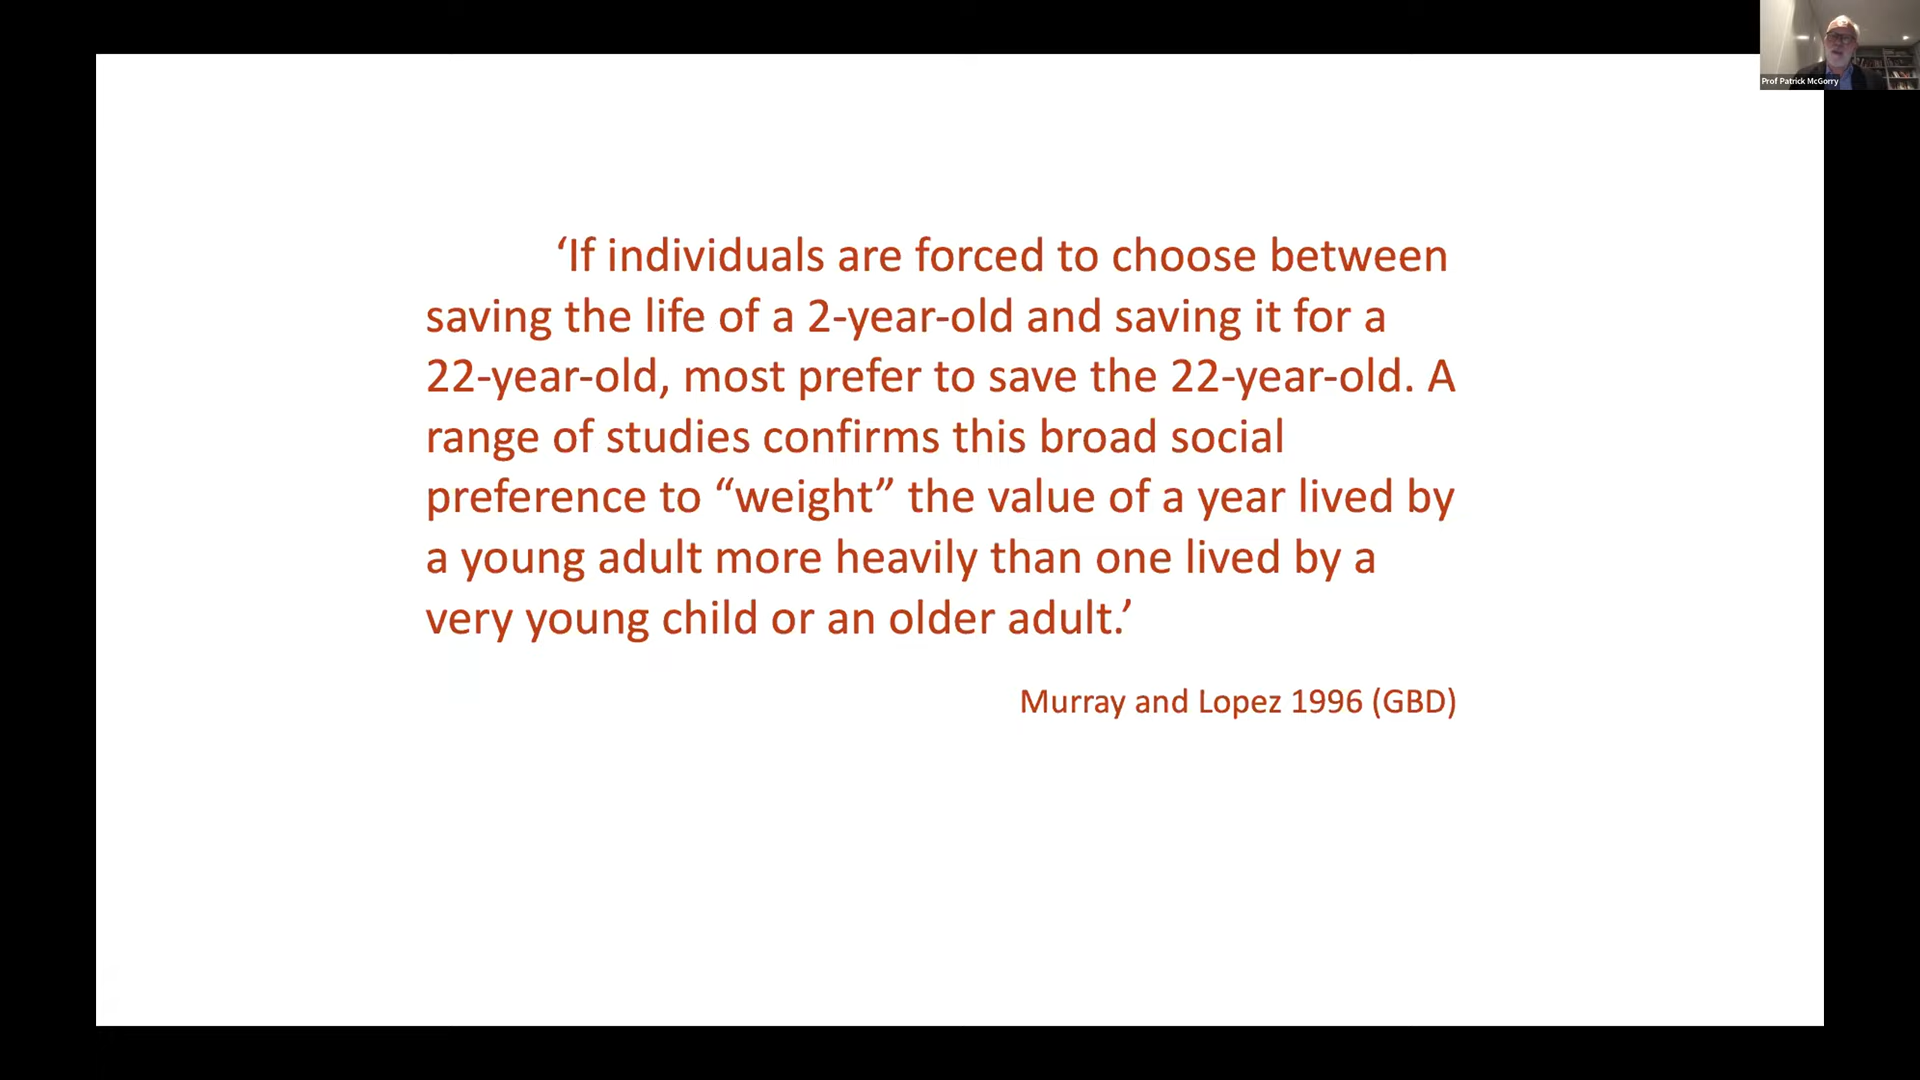 Prof Patrick McGorry
‘If individuals are forced to choose between
saving the life of a 2-year-old and saving it for a
22-year-old, most prefer to save the 22-year-old. A
range of studies confirms this broad social
preference to “weight” the value of a year lived by
a young adult more heavily than one lived by a
very young child or an older adult.’
Murray and Lopez 1996 (GBD)